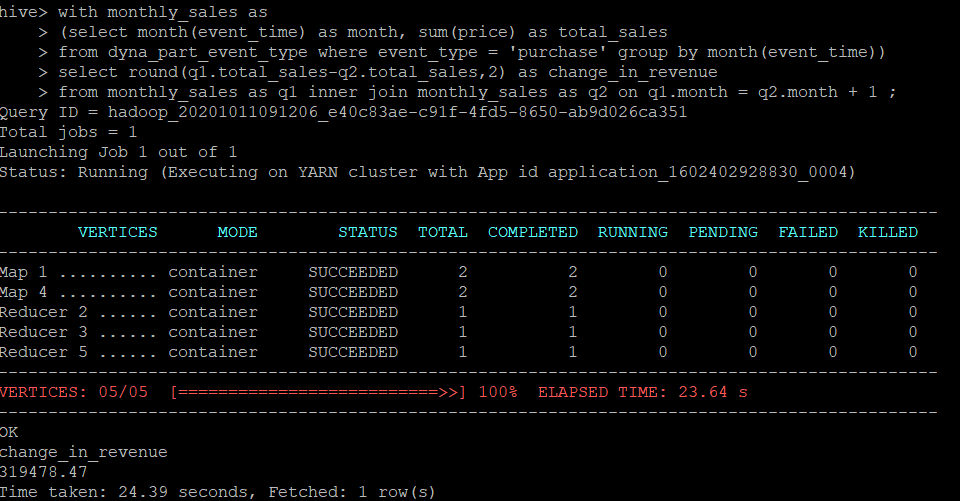 hive> with monthly_sales as
    > (select month(event_time) as month, sum(price) as total_sales
    > from dyna_part_event_type where event_type = 'purchase' group by month(event_time))
    > select round(q1.total_sales-q2.total_sales,2) as change_in_revenue
    > from monthly_sales as q1 inner join monthly_sales as q2 on q1.month = q2.month + 1 ;
Query ID = hadoop_20201011091206_e40c83ae-c91f-4fd5-8650-ab9d026ca351
Total jobs = 1
Launching Job 1 out of 1
Status: Running (Executing on YARN cluster with App id application_1602402928830_0004)
----------------------------------------------------------------------------------------------
        VERTICES      MODE        STATUS  TOTAL  COMPLETED  RUNNING  PENDING  FAILED  KILLED
----------------------------------------------------------------------------------------------
Map 1 .......... container     SUCCEEDED      2          2        0        0       0       0
Map 4 .......... container     SUCCEEDED      2          2        0        0       0       0
Reducer 2 ...... container     SUCCEEDED      1          1        0        0       0       0
Reducer 3 ...... container     SUCCEEDED      1          1        0        0       0       0
Reducer 5 ...... container     SUCCEEDED      1          1        0        0       0       0
----------------------------------------------------------------------------------------------
VERTICES: 05/05  [==========================>>] 100%  ELAPSED TIME: 23.64 s
----------------------------------------------------------------------------------------------
OK
change_in_revenue
319478.47
Time taken: 24.39 seconds, Fetched: 1 row(s)